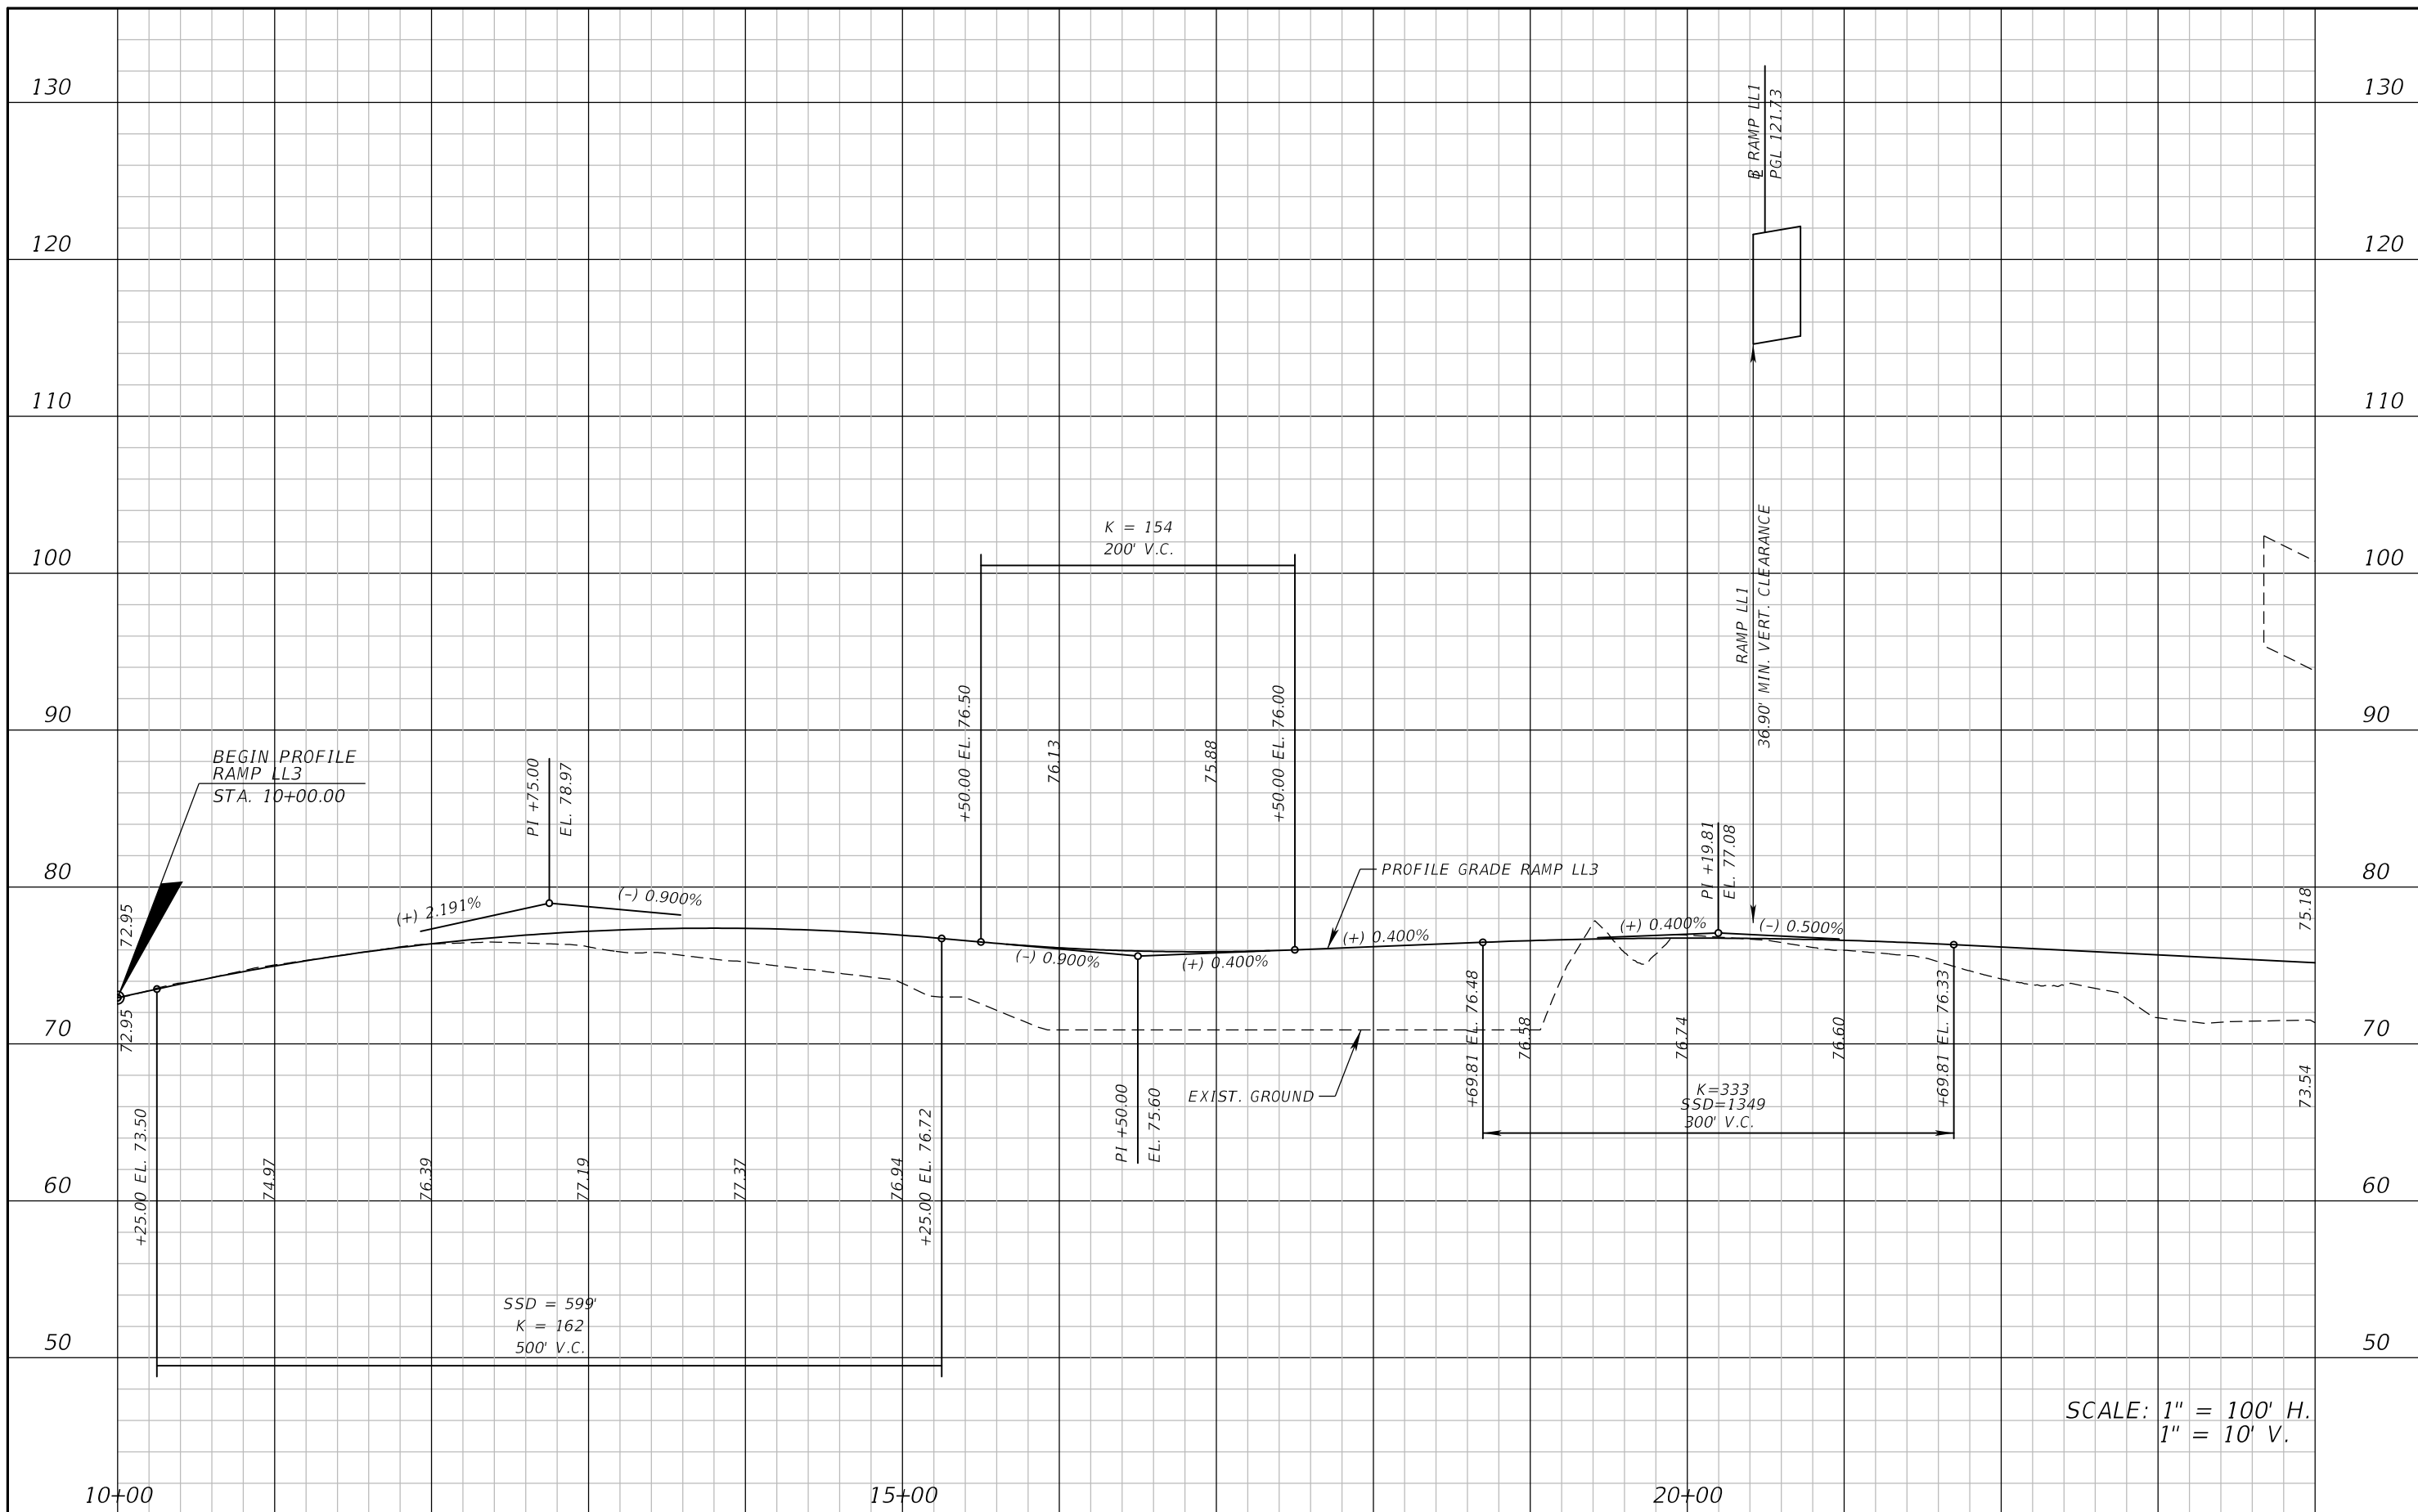 130
130
120
120
110
110
100
100
90
90
80
80
70
70
60
60
50
50
RAMP LL1
PGL 121.73
K = 154
200' V.C.
RAMP LL1
36.90' MIN. VERT. CLEARANCE
+50.00 EL. 76.50
76.13
75.88
+50.00 EL. 76.00
BEGIN PROFILE
RAMP LL3
STA. 10+00.00
PI +75.00
EL. 78.97
PI +19.81
EL. 77.08
PROFILE GRADE RAMP LL3
72.95
(+) 2.191%
(-) 0.900%
(-) 0.900%
(+) 0.400%
(+) 0.400%
(+) 0.400%
(-) 0.500%
75.18
72.95
+25.00 EL. 73.50
74.97
76.39
77.19
77.37
76.94
+25.00 EL. 76.72
PI +50.00
EL. 75.60
EXIST. GROUND
+69.81 EL. 76.48
76.58
76.74
76.60
+69.81 EL. 76.33
73.54
K=333
SSD=1349
300' V.C.
SSD = 599'
K = 162
500' V.C.
SCALE: 1" = 100' H.
1" = 10' V.
10+00
15+00
20+00